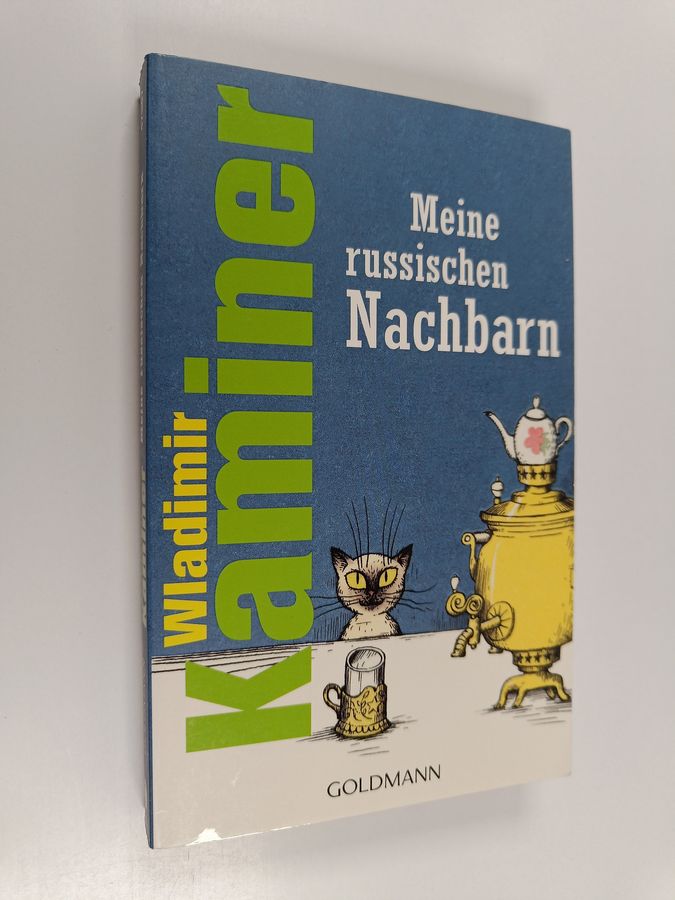 Wladimir
Kaminer
Meine
russischen
Nachbarn
GOLDMANN